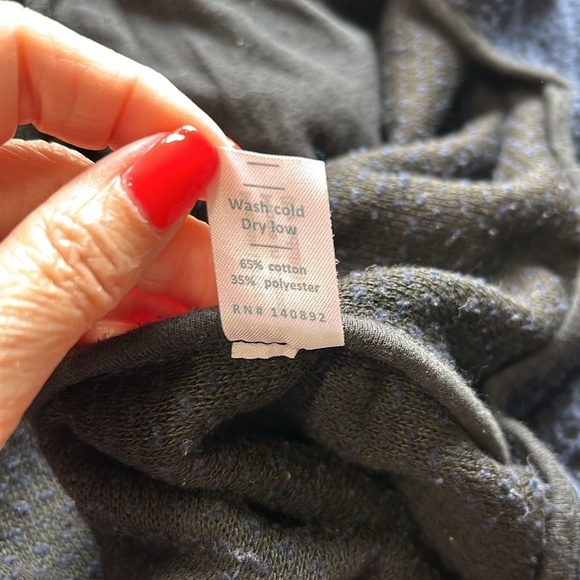 Wash cold
Dry low
65% cotton
35% polyester
RN# 140892